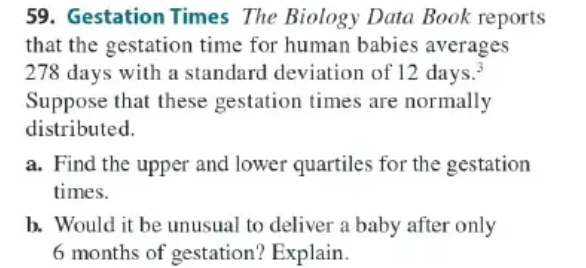 59. Gestation Times The Biology Data Book reports
that the gestation time for human babies averages
278 days with a standard deviation of 12 days.³
Suppose that these gestation times are normally
distributed.
a. Find the upper and lower quartiles for the gestation
times.
b. Would it be unusual to deliver a baby after only
6 months of gestation? Explain.